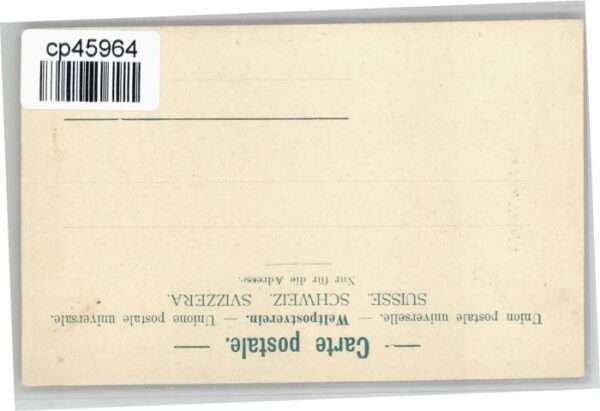 cp45964
— Carte postale. —
Union postale universelle. — Weltpostverein. — Unione postale universale.
SUISSE. SCHWEIZ. SVIZZERA.
Nur für die Adresse.